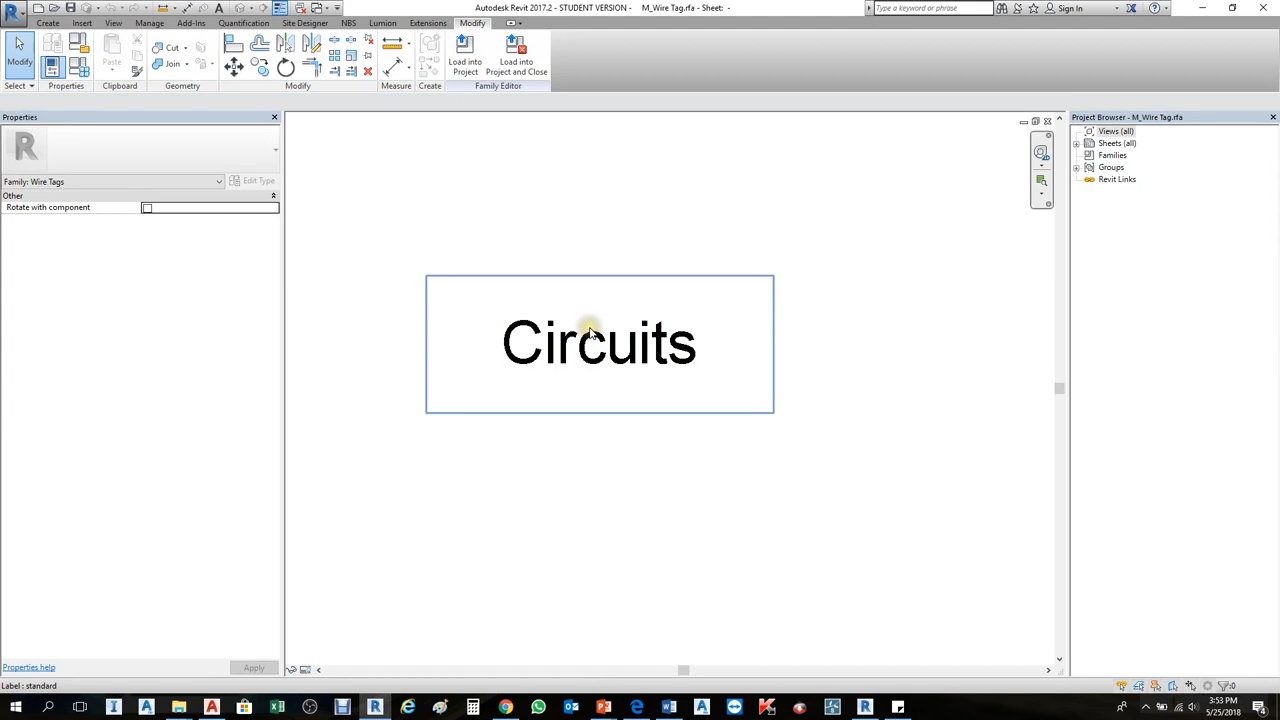 Autodesk Revit 2017.2 - STUDENT VERSION - M_Wire Tag.rfa - Sheet: -
Type a keyword or phrase
Sign In
Create Insert View Manage Add-Ins Quantification Site Designer NBS Lumion Extensions Modify
Modify
Paste
Cut
Join
Load into
Project
Load into
Project and Close
Select Properties Clipboard Geometry Modify Measure Create Family Editor
Properties
Family: Wire Tags
Edit Type
Other
Rotate with component
Properties help
Apply
Circuits
Project Browser - M_Wire Tag.rfa
Views (all)
Sheets (all)
Families
Groups
Revit Links
Label : standard
:0
3:53 PM
5/25/2018